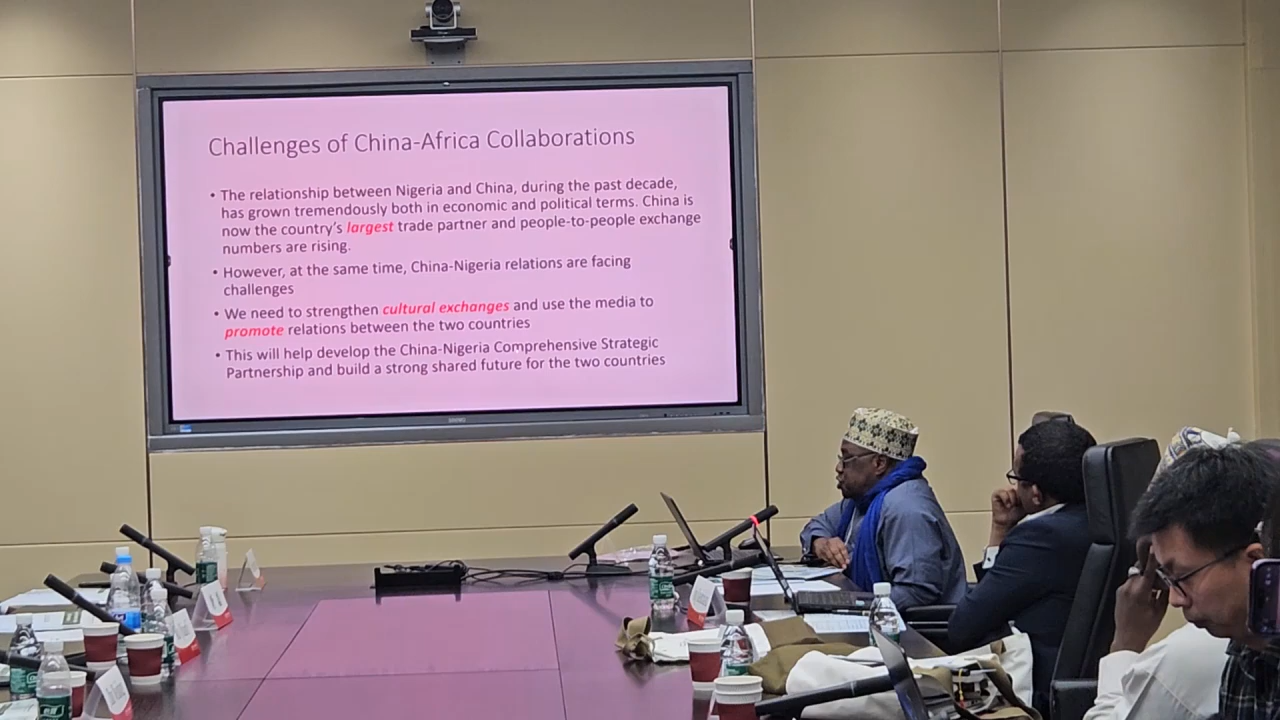 Challenges of China-Africa Collaborations
• The relationship between Nigeria and China, during the past decade,
has grown tremendously both in economic and political terms. China is
now the country's largest trade partner and people-to-people exchange
numbers are rising.
• However, at the same time, China-Nigeria relations are facing
challenges
• We need to strengthen cultural exchanges and use the media to
promote relations between the two countries
• This will help develop the China-Nigeria Comprehensive Strategic
Partnership and build a strong shared future for the two countries